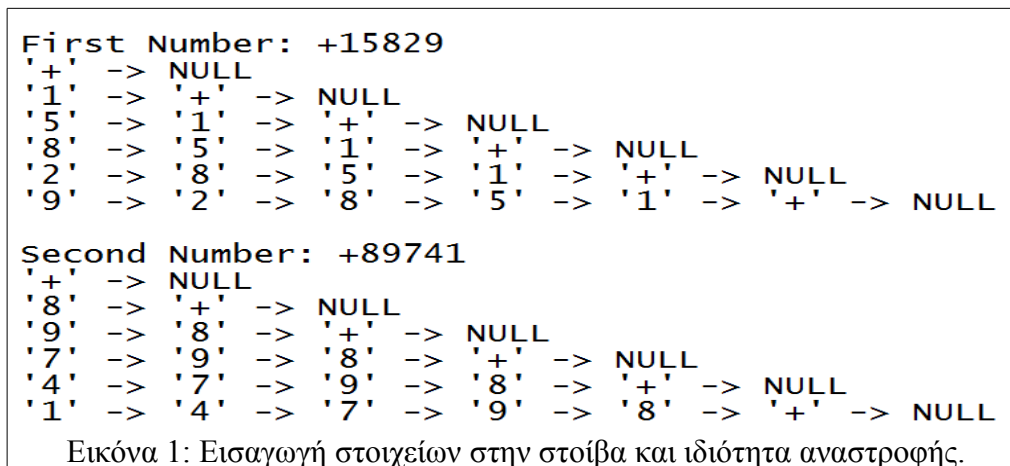 First Number: +15829
'+' -> NULL
'1' -> '+' -> NULL
'5' -> '1' -> '+' -> NULL
'8' -> '5' -> '1' -> '+' -> NULL
'2' -> '8' -> '5' -> '1' -> '+' -> NULL
'9' -> '2' -> '8' -> '5' -> '1' -> '+' -> NULL
Second Number: +89741
'+' -> NULL
'8' -> '+' -> NULL
'9' -> '8' -> '+' -> NULL
'7' -> '9' -> '8' -> '+' -> NULL
'4' -> '7' -> '9' -> '8' -> '+' -> NULL
'1' -> '4' -> '7' -> '9' -> '8' -> '+' -> NULL
Εικόνα 1: Εισαγωγή στοιχείων στην στοίβα και ιδιότητα αναστροφής.